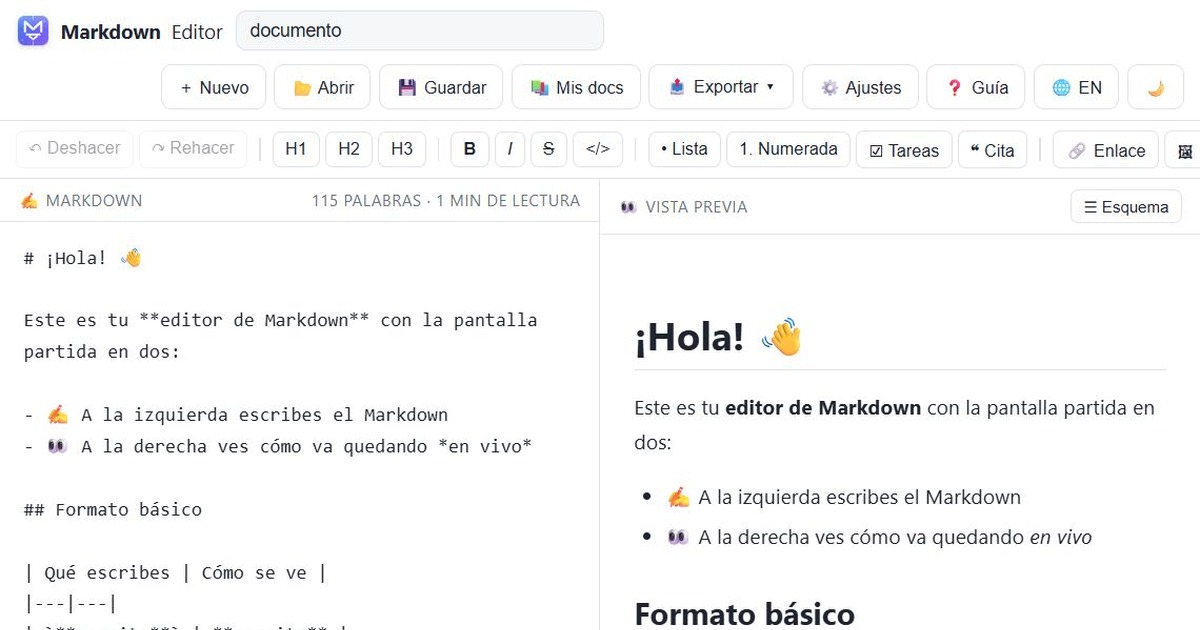 Markdown Editor documento
+ Nuevo 📁 Abrir 💾 Guardar 📚 Mis docs 📤 Exportar ▾ ⚙️ Ajustes ❓ Guía 🌐 EN 🌙
↶ Deshacer ↷ Rehacer H1 H2 H3 B I S </> • Lista 1. Numerada ☑ Tareas ❝ Cita 🔗 Enlace 🖼
✍️ MARKDOWN 115 PALABRAS · 1 MIN DE LECTURA
# ¡Hola! 👋
Este es tu **editor de Markdown** con la pantalla
partida en dos:
- ✍️ A la izquierda escribes el Markdown
- 👀 A la derecha ves cómo va quedando *en vivo*
## Formato básico
| Qué escribes | Cómo se ve |
|---|---|
👀 VISTA PREVIA ☰ Esquema
¡Hola! 👋
Este es tu editor de Markdown con la pantalla partida en
dos:
• ✍️ A la izquierda escribes el Markdown
• 👀 A la derecha ves cómo va quedando en vivo
Formato básico